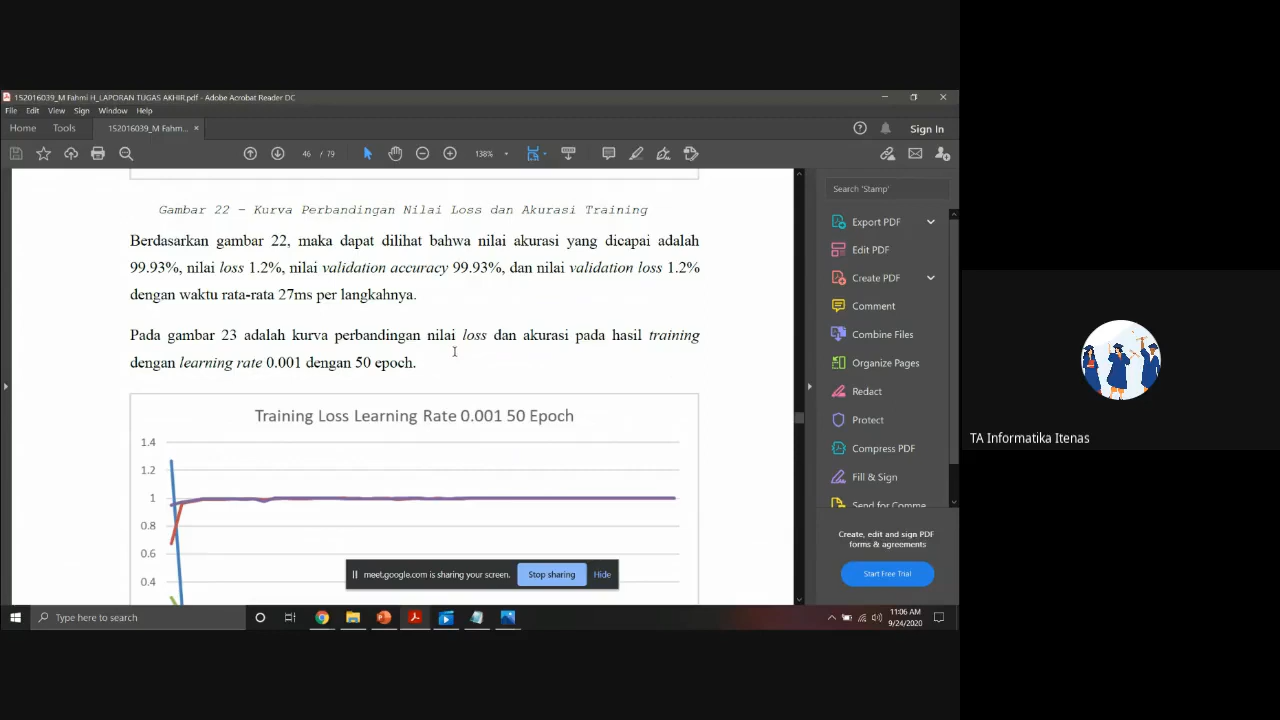 152016039_M Fahmi H_LAPORAN TUGAS AKHIR.pdf - Adobe Acrobat Reader DC
File Edit View Sign Window Help
Home Tools 152016039_M Fahm... × Sign In
46 / 79 138%
Search 'Stamp'
Gambar 22 – Kurva Perbandingan Nilai Loss dan Akurasi Training
Berdasarkan gambar 22, maka dapat dilihat bahwa nilai akurasi yang dicapai adalah
99.93%, nilai loss 1.2%, nilai validation accuracy 99.93%, dan nilai validation loss 1.2%
dengan waktu rata-rata 27ms per langkahnya.
Pada gambar 23 adalah kurva perbandingan nilai loss dan akurasi pada hasil training
dengan learning rate 0.001 dengan 50 epoch.
Training Loss Learning Rate 0.001 50 Epoch
1.4
1.2
1
0.8
0.6
0.4
Export PDF
Edit PDF
Create PDF
Comment
Combine Files
Organize Pages
Redact
Protect
Compress PDF
Fill & Sign
Send for Comme
Create, edit and sign PDF
forms & agreements
Start Free Trial
meet.google.com is sharing your screen. Stop sharing Hide
Type here to search
11:06 AM
9/24/2020
TA Informatika Itenas